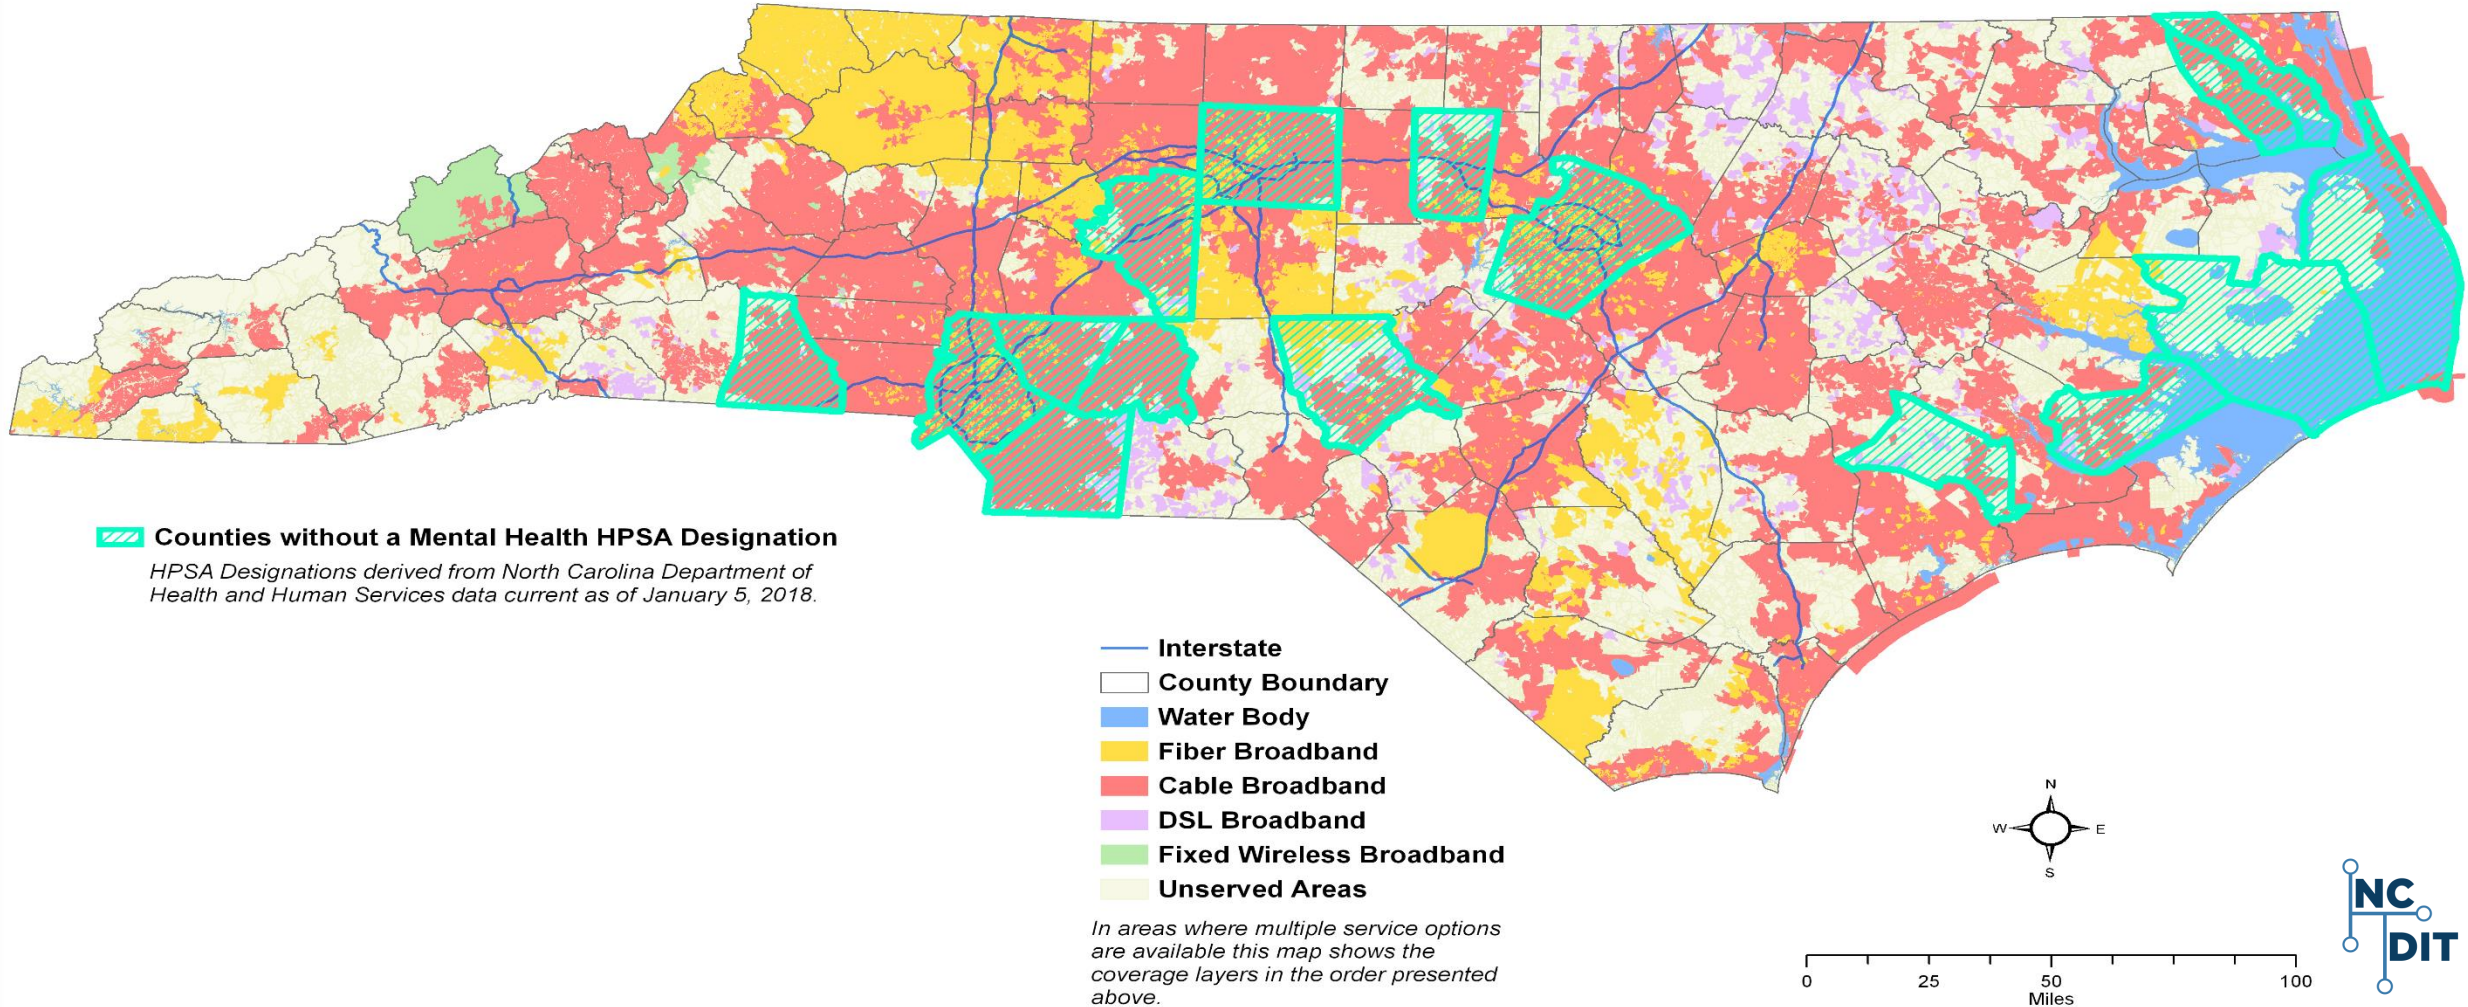 Counties without a Mental Health HPSA Designation
HPSA Designations derived from North Carolina Department of
Health and Human Services data current as of January 5, 2018.
Interstate
County Boundary
Water Body
Fiber Broadband
Cable Broadband
DSL Broadband
Fixed Wireless Broadband
Unserved Areas
In areas where multiple service options
are available this map shows the
coverage layers in the order presented
above.
N
W E
S
0 25 50 100
Miles
NC
DIT